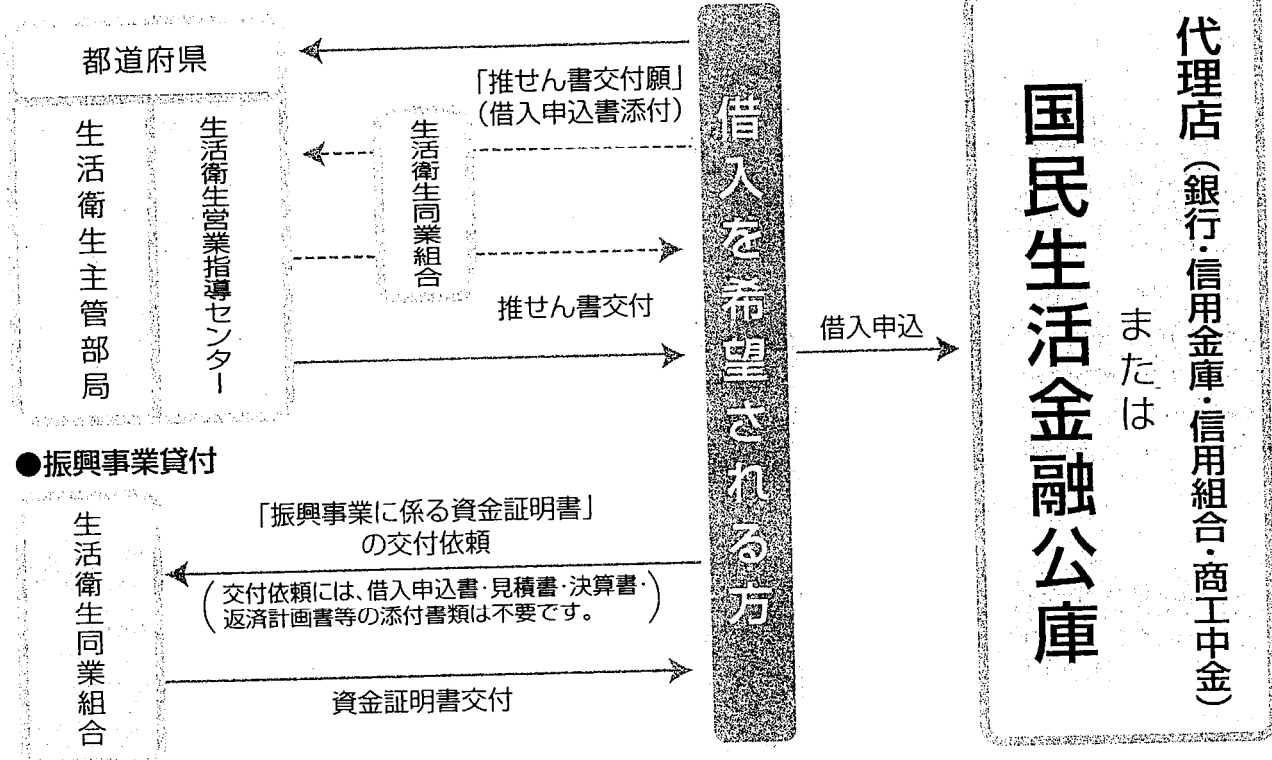 都道府県
生活衛生主管部局
生活衛生営業指導センター
「推せん書交付願」
（借入申込書添付）
生活衛生同業組合
推せん書交付
●振興事業貸付
生活衛生同業組合
「振興事業に係る資金証明書」
の交付依頼
（交付依頼には、借入申込書・見積書・決算書・
返済計画書等の添付書類は不要です。）
資金証明書交付
借入を希望される方
借入申込
代理店（銀行・信用金庫・信用組合・商工中金）
または
国民生活金融公庫